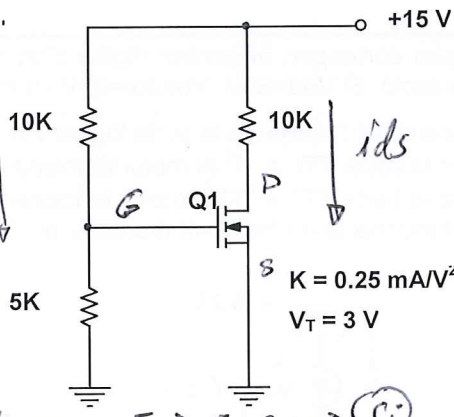 +15 V
10K
10K
ids
D
G
Q1
S
5K
K = 0.25 mA/V²
V_T = 3 V